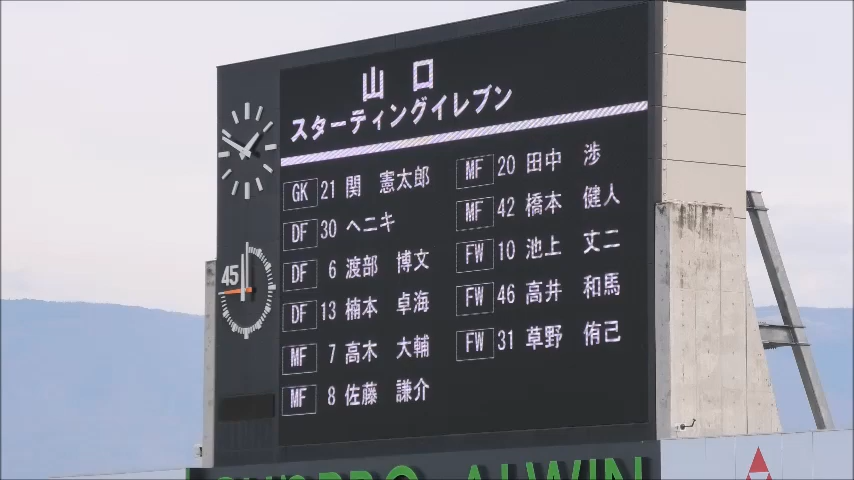 山口
スターティングイレブン
GK 21 関 憲太郎
DF 30 ヘニキ
DF 6 渡部 博文
DF 13 楠本 卓海
MF 7 高木 大輔
MF 8 佐藤 謙介
MF 20 田中 渉
MF 42 橋本 健人
FW 10 池上 丈二
FW 46 高井 和馬
FW 31 草野 侑己
45
ALWIN